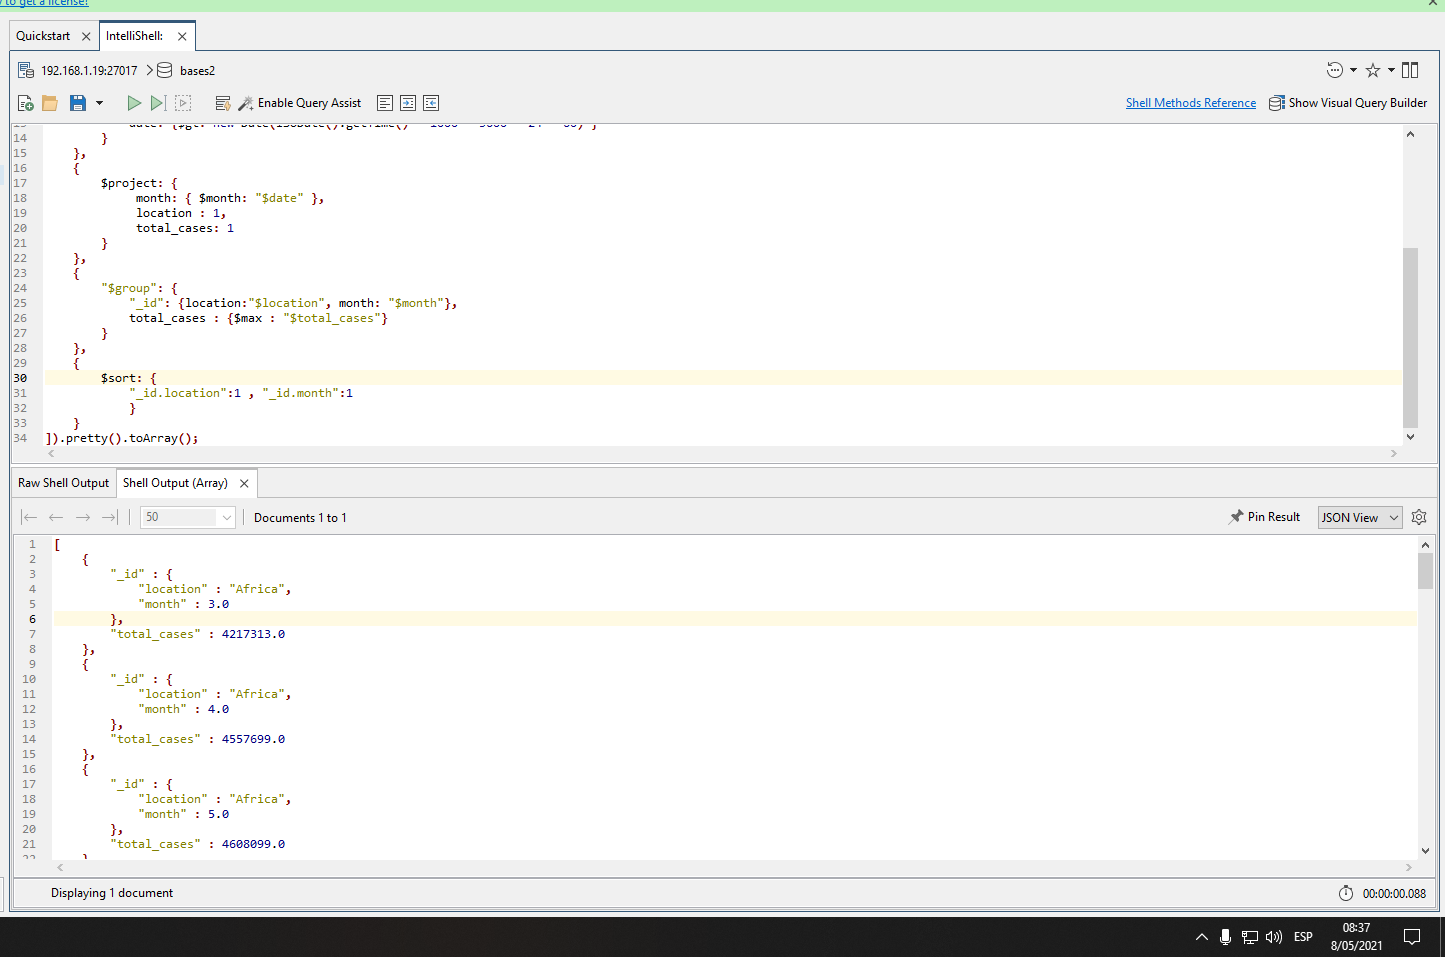 to get a license!
Quickstart
IntelliShell:
192.168.1.19:27017
bases2
Enable Query Assist
Shell Methods Reference
Show Visual Query Builder
14 }
15 },
16 {
17 $project: {
18 month: { $month: "$date" },
19 location : 1,
20 total_cases: 1
21 }
22 },
23 {
24 "$group": {
25 "_id": {location:"$location", month: "$month"},
26 total_cases : {$max : "$total_cases"}
27 }
28 },
29 {
30 $sort: {
31 "_id.location":1 , "_id.month":1
32 }
33 }
34 ]).pretty().toArray();
Raw Shell Output
Shell Output (Array)
50
Documents 1 to 1
Pin Result
JSON View
1 [
2 {
3 "_id" : {
4 "location" : "Africa",
5 "month" : 3.0
6 },
7 "total_cases" : 4217313.0
8 },
9 {
10 "_id" : {
11 "location" : "Africa",
12 "month" : 4.0
13 },
14 "total_cases" : 4557699.0
15 },
16 {
17 "_id" : {
18 "location" : "Africa",
19 "month" : 5.0
20 },
21 "total_cases" : 4608099.0
22 }
Displaying 1 document
00:00:00.088
ESP
08:37
8/05/2021